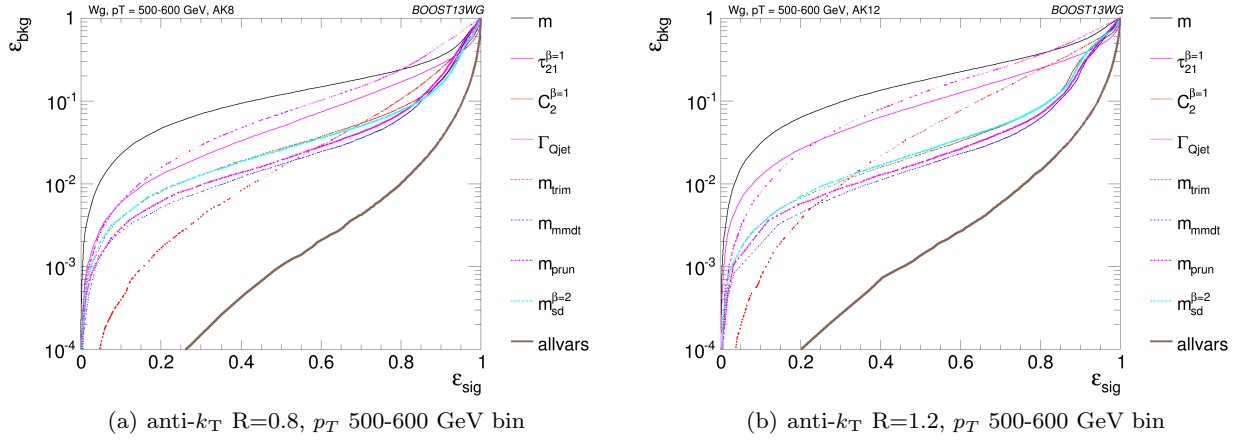 Wg, pT = 500-600 GeV, AK8 BOOST13WG
ε_bkg
1
10^-1
10^-2
10^-3
10^-4
0 0.2 0.4 0.6 0.8 1
ε_sig
m
τ_21^β=1
C_2^β=1
Γ_Qjet
m_trim
m_mmdt
m_prun
m_sd^β=2
allvars
(a) anti-k_T R=0.8, p_T 500-600 GeV bin
Wg, pT = 500-600 GeV, AK12 BOOST13WG
ε_bkg
1
10^-1
10^-2
10^-3
10^-4
0 0.2 0.4 0.6 0.8 1
ε_sig
m
τ_21^β=1
C_2^β=1
Γ_Qjet
m_trim
m_mmdt
m_prun
m_sd^β=2
allvars
(b) anti-k_T R=1.2, p_T 500-600 GeV bin